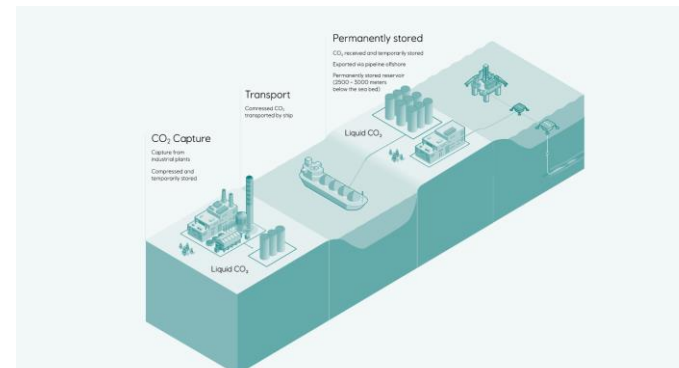 Permanently stored
CO₂ received and temporarily stored
Exported via pipeline offshore
Permanently stored reservoir
(2500 - 3000 meters
below the sea bed)
Transport
Comressed CO₂
transported by ship
CO₂ Capture
Capture from
industrial plants
Compressed and
temporarily stored
Liquid CO₂
Liquid CO₂